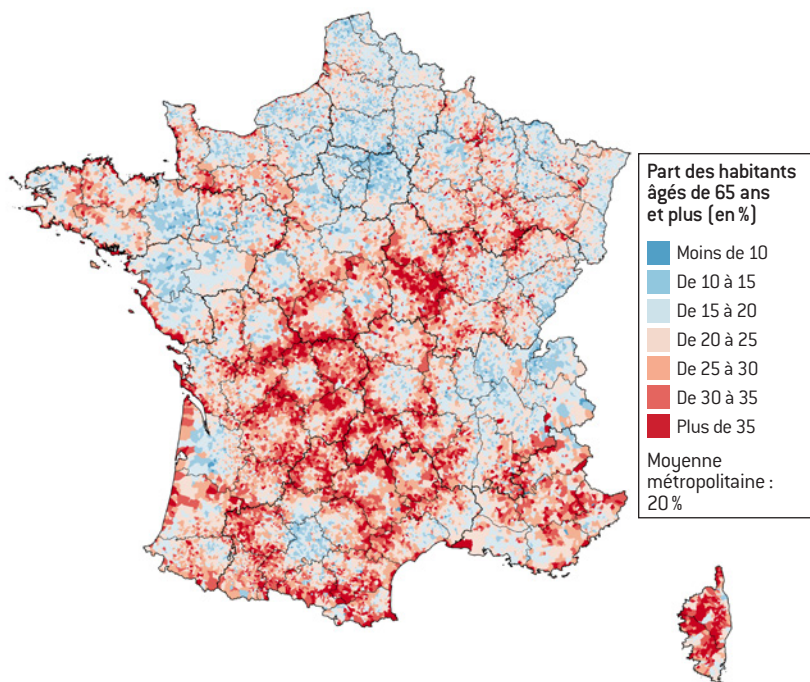 Part des habitants
âgés de 65 ans
et plus (en %)
Moins de 10
De 10 à 15
De 15 à 20
De 20 à 25
De 25 à 30
De 30 à 35
Plus de 35
Moyenne
métropolitaine :
20 %